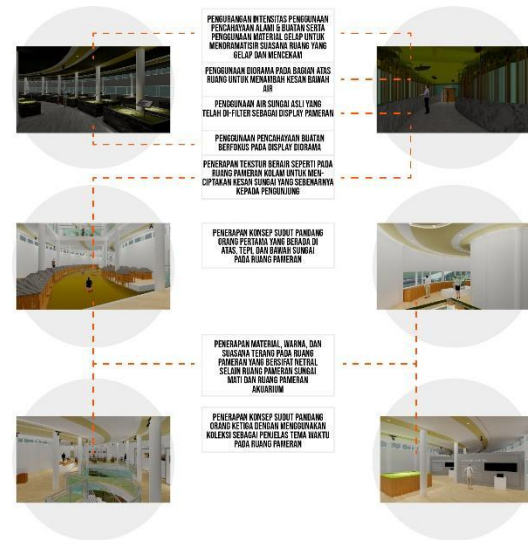 PENGURANGAN INTENSITAS PENGGUNAAN
PENCAHAYAAN ALAMI & BUATAN SERTA
PENGGUNAAN MATERIAL GELAP UNTUK
MENDRAMATISIR SUASANA RUANG YANG
GELAP DAN MENCEKAM
PENGGUNAAN DIORAMA PADA BAGIAN ATAS
RUANG UNTUK MENAMBAH KESAN BAWAH
AIR
PENGGUNAAN AIR SUNGAI ASLI YANG
TELAH DI-FILTER SEBAGAI DISPLAY PAMERAN
PENGGUNAAN PENCAHAYAAN BUATAN
BERFOKUS PADA DISPLAY DIORAMA
PENERAPAN TEKSTUR BERAIR SEPERTI PADA
RUANG PAMERAN KOLAM UNTUK MEN-
CIPTAKAN KESAN SUNGAI YANG SEBENARNYA
KEPADA PENGUNJUNG
PENERAPAN KONSEP SUDUT PANDANG
ORANG PERTAMA YANG BERADA DI
ATAS, TEPI, DAN BAWAH SUNGAI
PADA RUANG PAMERAN
PENERAPAN MATERIAL, WARNA, DAN
SUASANA TERANG PADA RUANG
PAMERAN YANG BERSIFAT NETRAL
SELAIN RUANG PAMERAN SUNGAI
MATI DAN RUANG PAMERAN
AKUARIUM
PENERAPAN KONSEP SUDUT PANDANG
ORANG KETIGA DENGAN MENGGUNAKAN
KOLEKSI SEBAGAI PENJELAS TEMA WAKTU
PADA RUANG PAMERAN